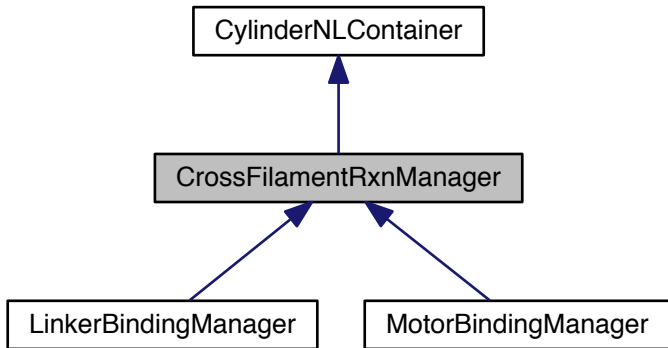 CylinderNLContainer
CrossFilamentRxnManager
LinkerBindingManager
MotorBindingManager